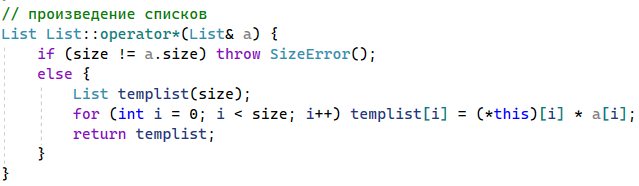 // произведение списков
List List::operator*(List& a) {
    if (size != a.size) throw SizeError();
    else {
        List templist(size);
        for (int i = 0; i < size; i++) templist[i] = (*this)[i] * a[i];
        return templist;
    }
}